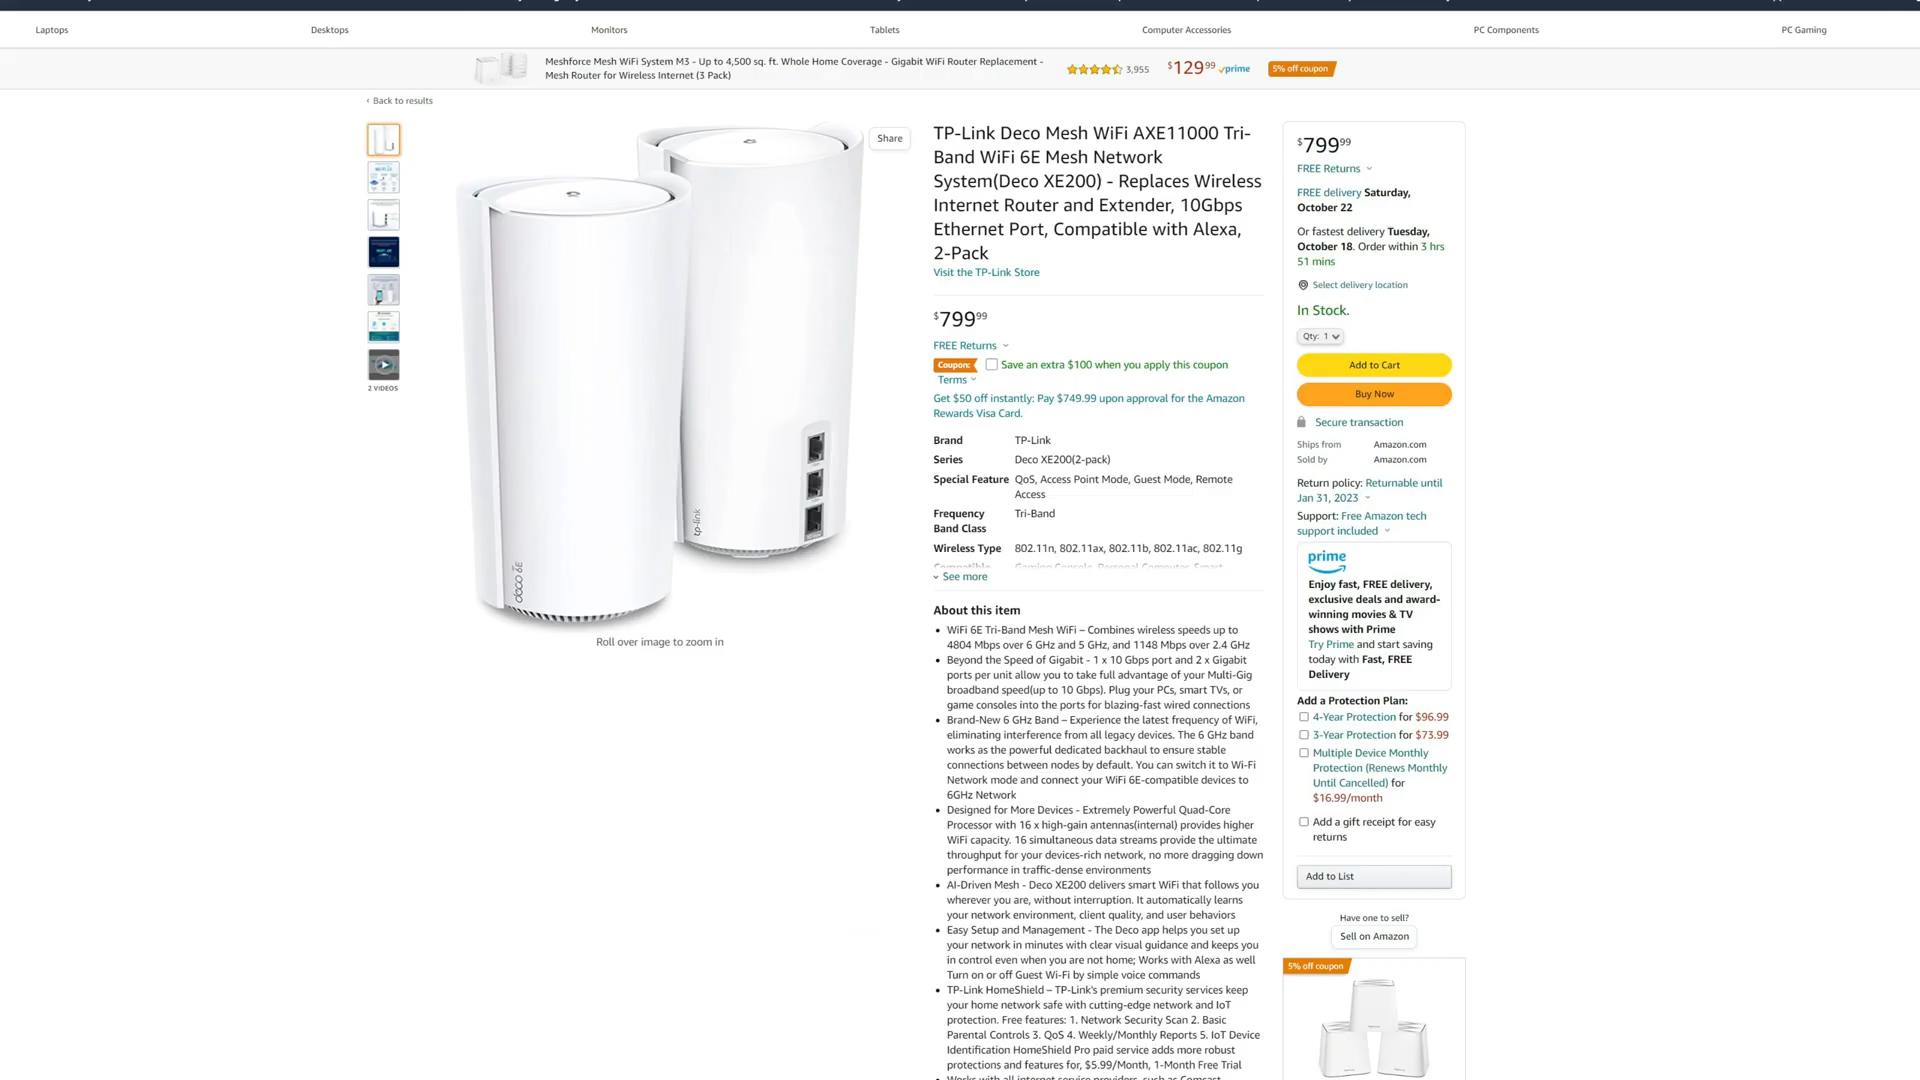 Laptops
Desktops
Monitors
Tablets
Computer Accessories
PC Components
PC Gaming
Meshforce Mesh WiFi System M3 - Up to 4,500 sq. ft. Whole Home Coverage - Gigabit WiFi Router Replacement -
Mesh Router for Wireless Internet (3 Pack)
3,955
$129.99 prime
5% off coupon
‹ Back to results
2 VIDEOS
deco 6E
tp-link
Roll over image to zoom in
Share
TP-Link Deco Mesh WiFi AXE11000 Tri-
Band WiFi 6E Mesh Network
System(Deco XE200) - Replaces Wireless
Internet Router and Extender, 10Gbps
Ethernet Port, Compatible with Alexa,
2-Pack
Visit the TP-Link Store
$799.99
FREE Returns
Coupon: Save an extra $100 when you apply this coupon
Terms
Get $50 off instantly: Pay $749.99 upon approval for the Amazon
Rewards Visa Card.
Brand TP-Link
Series Deco XE200(2-pack)
Special Feature QoS, Access Point Mode, Guest Mode, Remote
Access
Frequency Tri-Band
Band Class
Wireless Type 802.11n, 802.11ax, 802.11b, 802.11ac, 802.11g
Compatible Gaming Console, Personal Computer, Smart
See more
About this item
• WiFi 6E Tri-Band Mesh WiFi – Combines wireless speeds up to
4804 Mbps over 6 GHz and 5 GHz, and 1148 Mbps over 2.4 GHz
• Beyond the Speed of Gigabit - 1 x 10 Gbps port and 2 x Gigabit
ports per unit allow you to take full advantage of your Multi-Gig
broadband speed(up to 10 Gbps). Plug your PCs, smart TVs, or
game consoles into the ports for blazing-fast wired connections
• Brand-New 6 GHz Band – Experience the latest frequency of WiFi,
eliminating interference from all legacy devices. The 6 GHz band
works as the powerful dedicated backhaul to ensure stable
connections between nodes by default. You can switch it to Wi-Fi
Network mode and connect your WiFi 6E-compatible devices to
6GHz Network
• Designed for More Devices - Extremely Powerful Quad-Core
Processor with 16 x high-gain antennas(internal) provides higher
WiFi capacity. 16 simultaneous data streams provide the ultimate
throughput for your devices-rich network, no more dragging down
performance in traffic-dense environments
• AI-Driven Mesh - Deco XE200 delivers smart WiFi that follows you
wherever you are, without interruption. It automatically learns
your network environment, client quality, and user behaviors
• Easy Setup and Management - The Deco app helps you set up
your network in minutes with clear visual guidance and keeps you
in control even when you are not home; Works with Alexa as well
Turn on or off Guest Wi-Fi by simple voice commands
• TP-Link HomeShield – TP-Link's premium security services keep
your home network safe with cutting-edge network and IoT
protection. Free features: 1. Network Security Scan 2. Basic
Parental Controls 3. QoS 4. Weekly/Monthly Reports 5. IoT Device
Identification HomeShield Pro paid service adds more robust
protections and features for, $5.99/Month, 1-Month Free Trial
• Works with all internet service providers, such as Comcast,
$799.99
FREE Returns
FREE delivery Saturday,
October 22
Or fastest delivery Tuesday,
October 18. Order within 3 hrs
51 mins
Select delivery location
In Stock.
Qty: 1
Add to Cart
Buy Now
Secure transaction
Ships from Amazon.com
Sold by Amazon.com
Return policy: Returnable until
Jan 31, 2023
Support: Free Amazon tech
support included
prime
Enjoy fast, FREE delivery,
exclusive deals and award-
winning movies & TV
shows with Prime
Try Prime and start saving
today with Fast, FREE
Delivery
Add a Protection Plan:
4-Year Protection for $96.99
3-Year Protection for $73.99
Multiple Device Monthly
Protection (Renews Monthly
Until Cancelled) for
$16.99/month
Add a gift receipt for easy
returns
Add to List
Have one to sell?
Sell on Amazon
5% off coupon